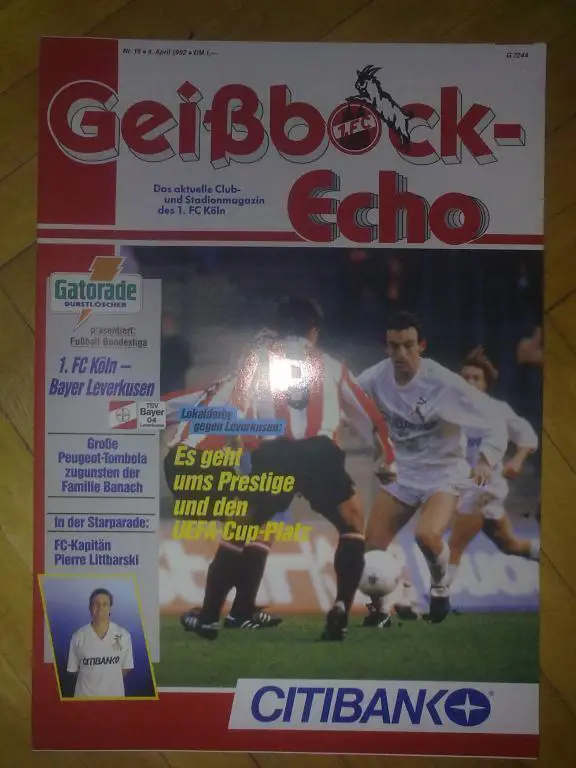 Nr. 18 • 4. April 1992 • DM 1,—
G 7244
Geißbock-
1.FC
Echo
Das aktuelle Club-
und Stadionmagazin
des 1. FC Köln
Gatorade
DURSTLÖSCHER
präsentiert:
Fußball-Bundesliga
1. FC Köln –
Bayer Leverkusen
TSV
Bayer
04
Leverkusen
Große
Peugeot-Tombola
zugunsten der
Familie Banach
In der Starparade:
FC-Kapitän
Pierre Littbarski
Lokalderby
gegen Leverkusen:
Es geht
ums Prestige
und den
UEFA-Cup-Platz
CITIBANK
CITIBANK